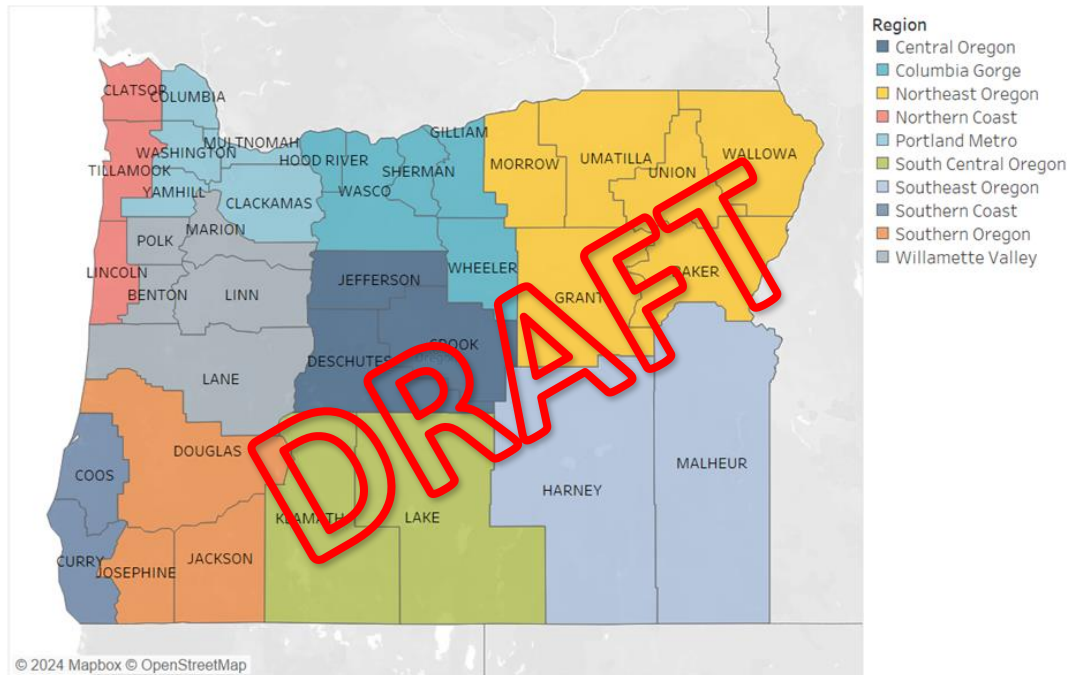 Region
Central Oregon
Columbia Gorge
Northeast Oregon
Northern Coast
Portland Metro
South Central Oregon
Southeast Oregon
Southern Coast
Southern Oregon
Willamette Valley
CLATSOP
COLUMBIA
MULTNOMAH
WASHINGTON
TILLAMOOK
YAMHILL
CLACKAMAS
HOOD RIVER
GILLIAM
SHERMAN
WASCO
MORROW
UMATILLA
UNION
WALLOWA
MARION
POLK
LINCOLN
BENTON
LINN
JEFFERSON
WHEELER
GRANT
BAKER
DESCHUTES
CROOK
LANE
DOUGLAS
COOS
CURRY
JOSEPHINE
JACKSON
KLAMATH
LAKE
HARNEY
MALHEUR
DRAFT
© 2024 Mapbox © OpenStreetMap